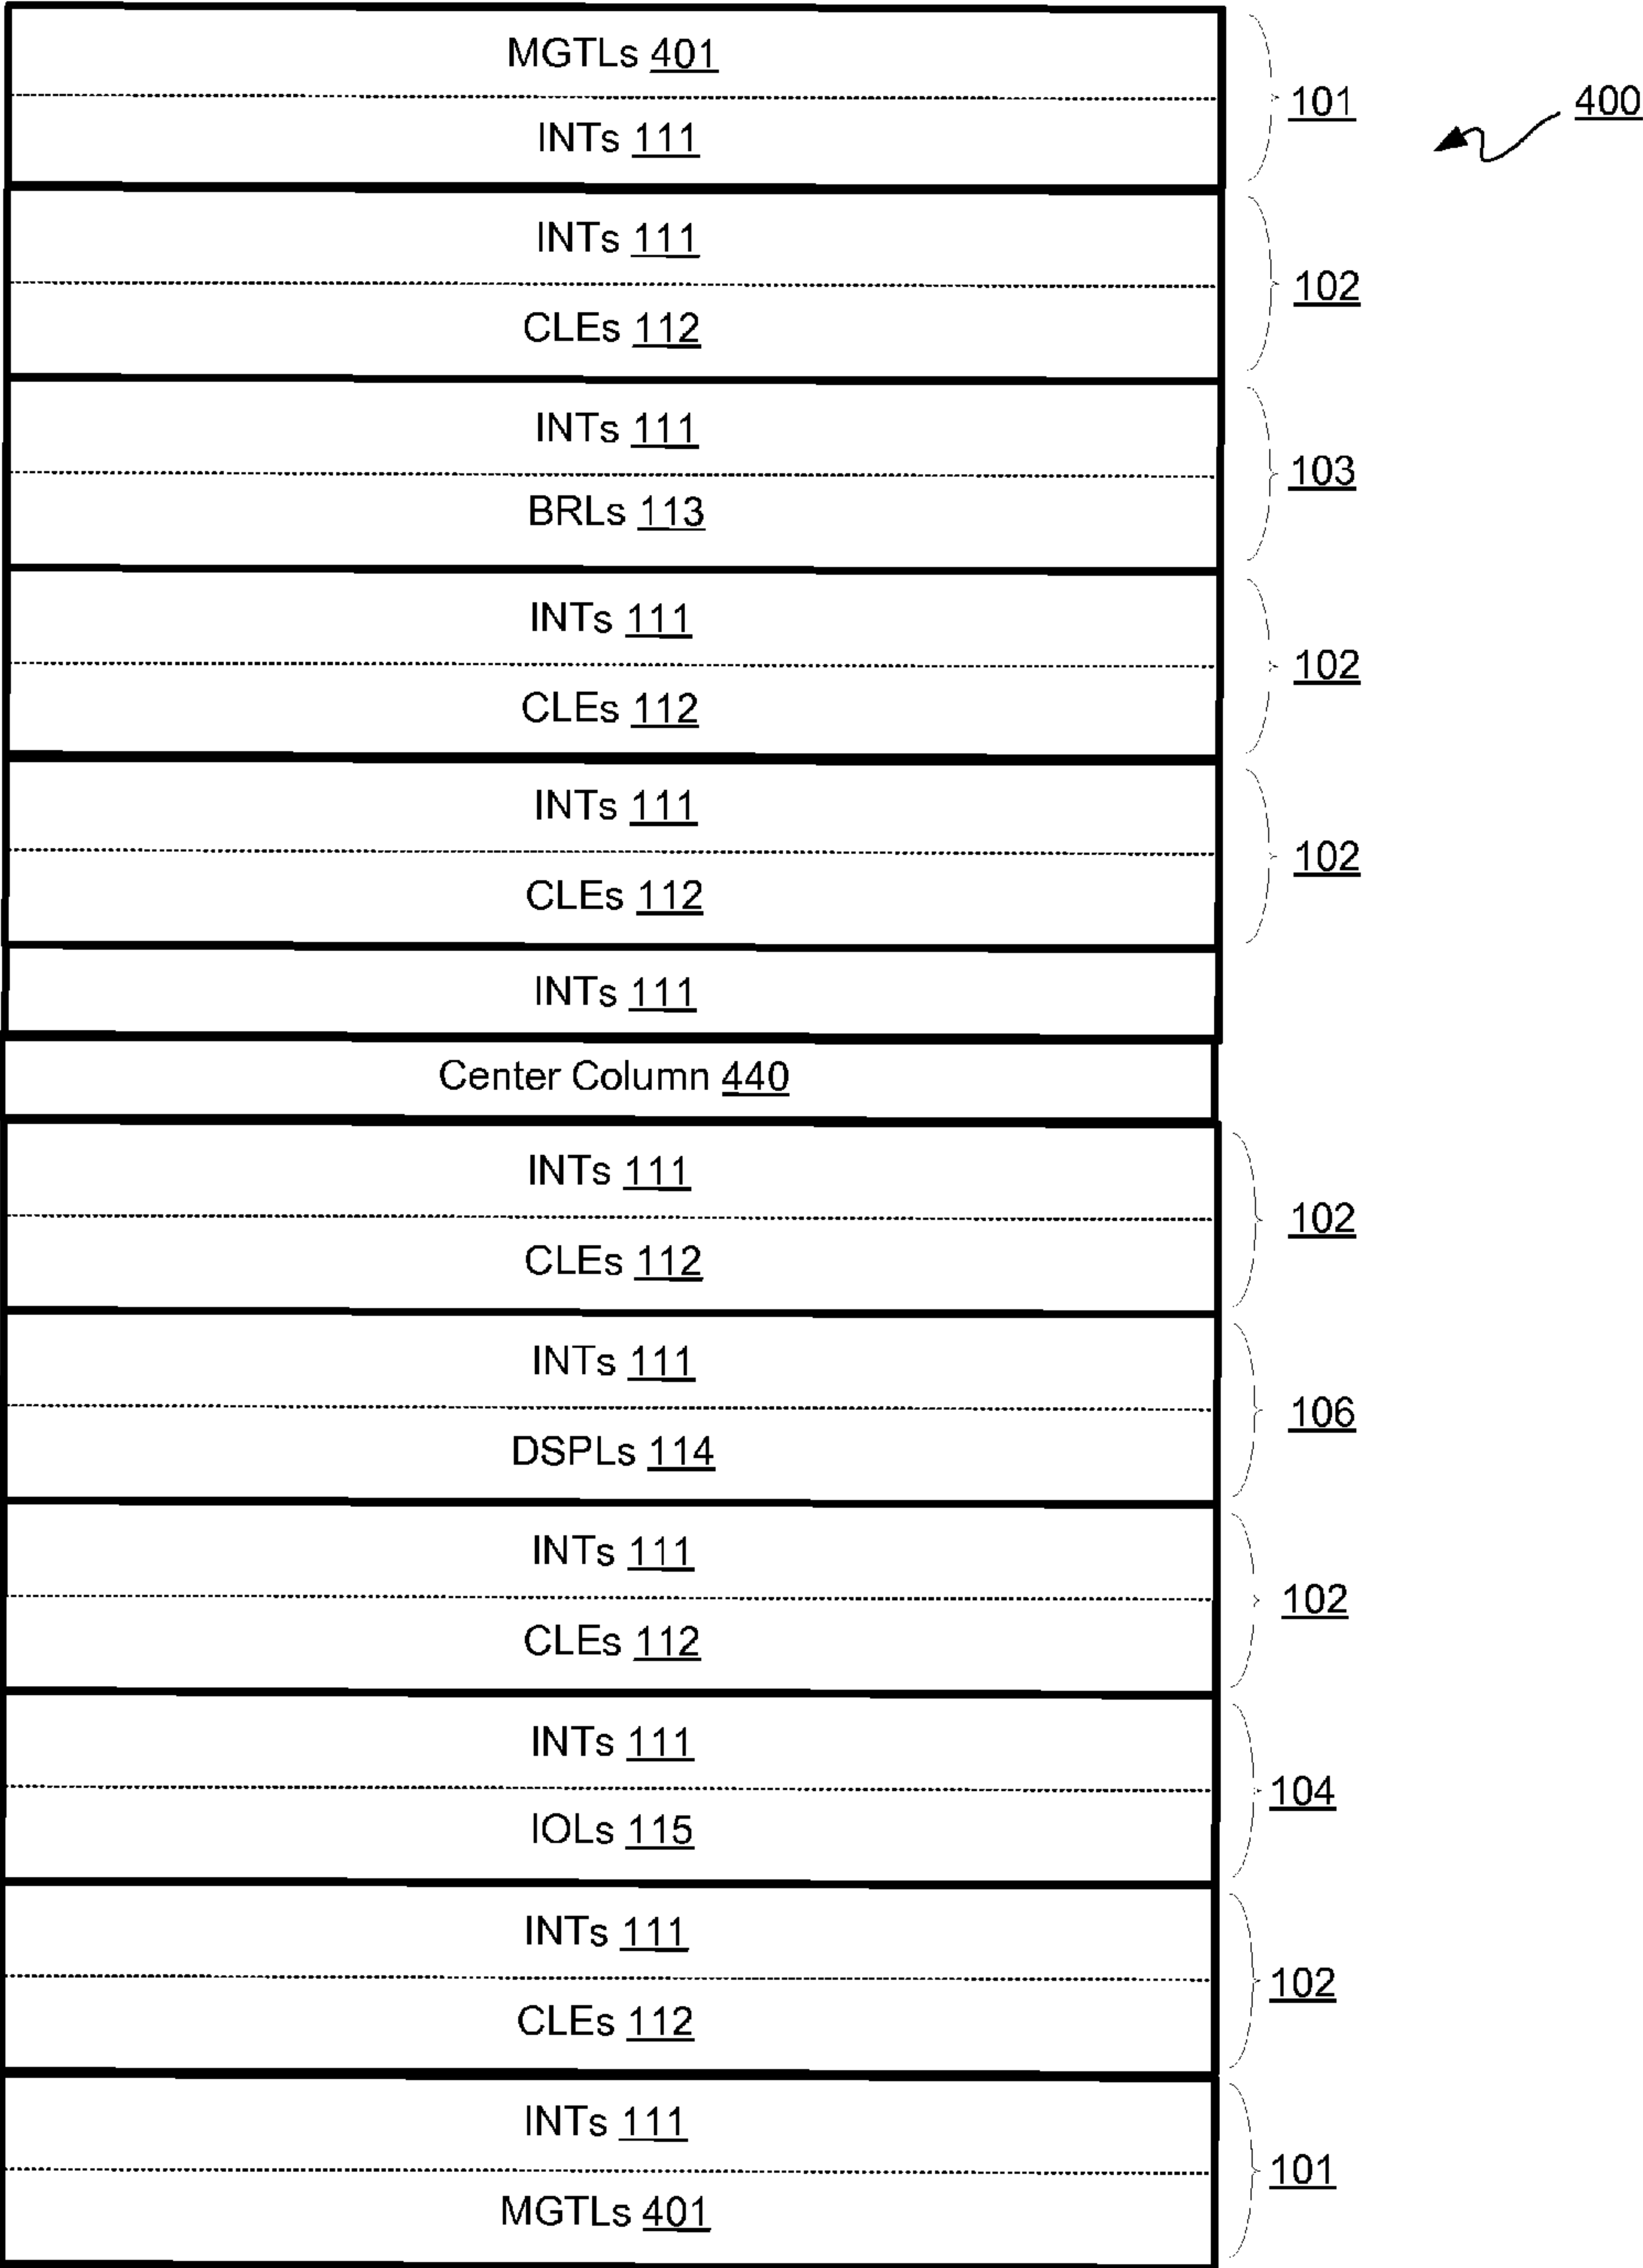 MGTLs 401
INTs 111
101
400
INTs 111
CLEs 112
102
INTs 111
BRLs 113
103
INTs 111
CLEs 112
102
INTs 111
CLEs 112
102
INTs 111
Center Column 440
INTs 111
CLEs 112
102
INTs 111
DSPLs 114
106
INTs 111
CLEs 112
102
INTs 111
IOLs 115
104
INTs 111
CLEs 112
102
INTs 111
MGTLs 401
101